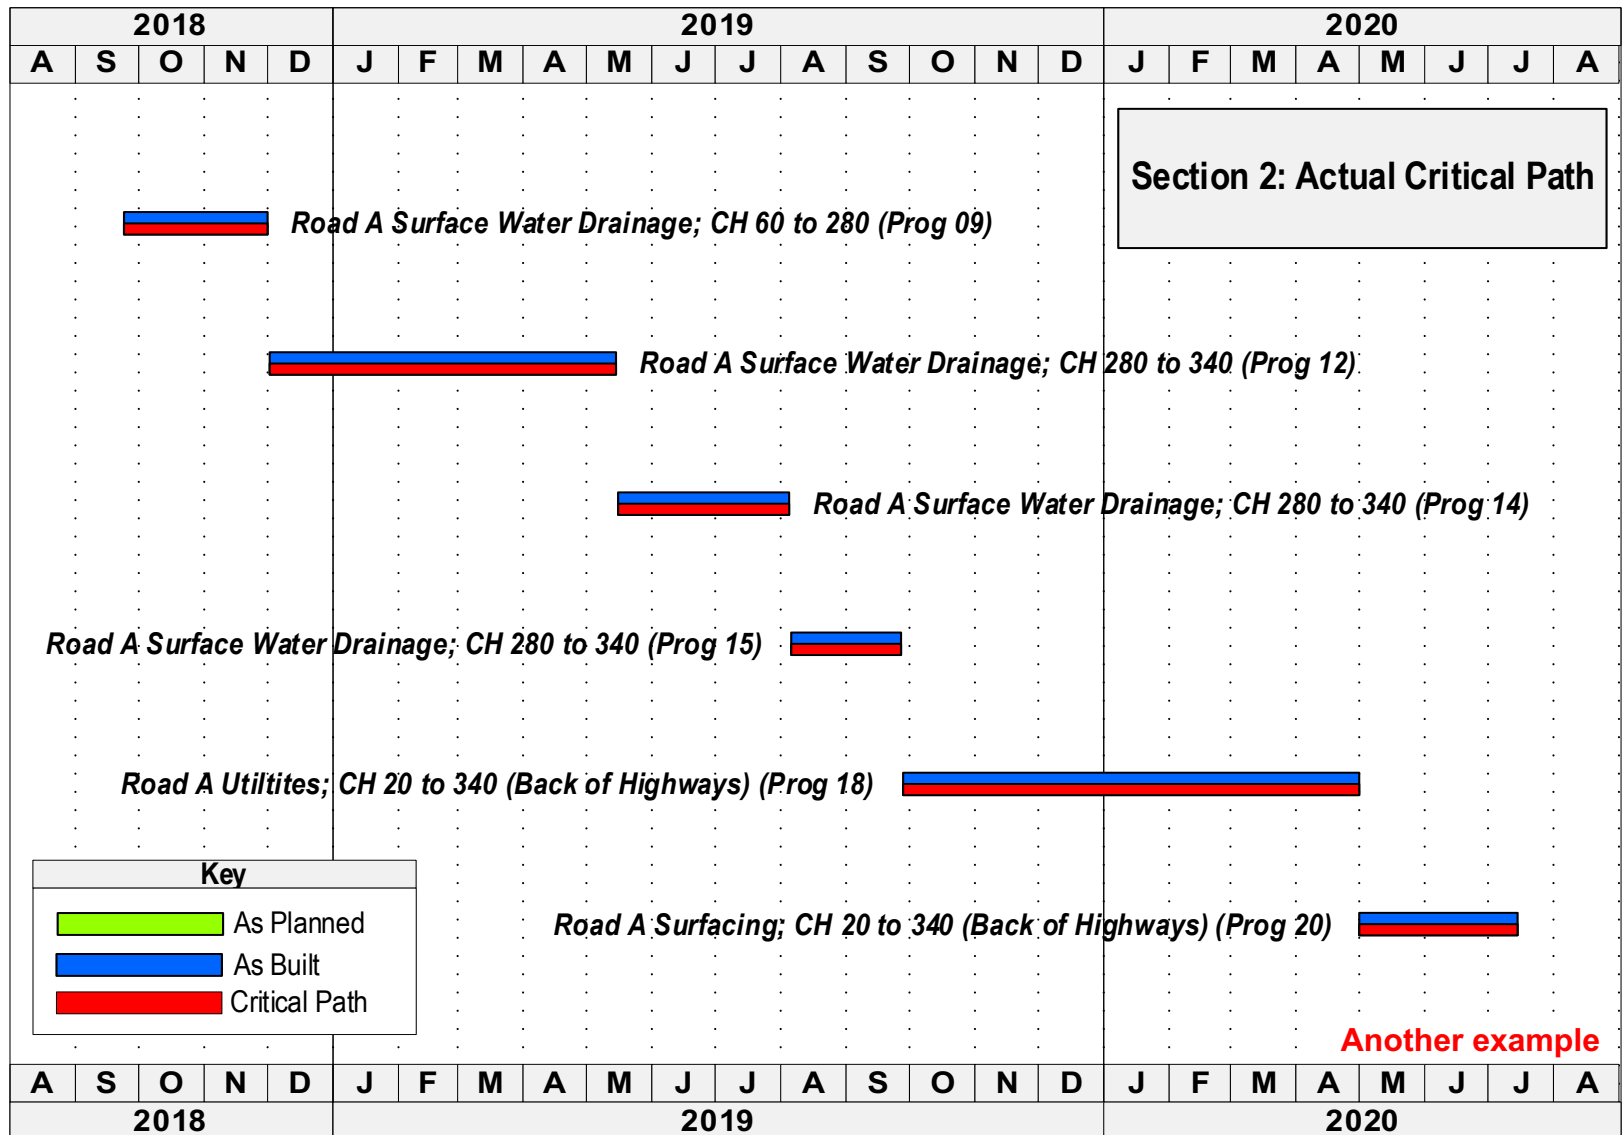 2018 2019 2020
A S O N D J F M A M J J A S O N D J F M A M J J A
Section 2: Actual Critical Path
Road A Surface Water Drainage; CH 60 to 280 (Prog 09)
Road A Surface Water Drainage; CH 280 to 340 (Prog 12)
Road A Surface Water Drainage; CH 280 to 340 (Prog 14)
Road A Surface Water Drainage; CH 280 to 340 (Prog 15)
Road A Utiltites; CH 20 to 340 (Back of Highways) (Prog 18)
Key
As Planned
As Built
Critical Path
Road A Surfacing; CH 20 to 340 (Back of Highways) (Prog 20)
Another example
A S O N D J F M A M J J A S O N D J F M A M J J A
2018 2019 2020